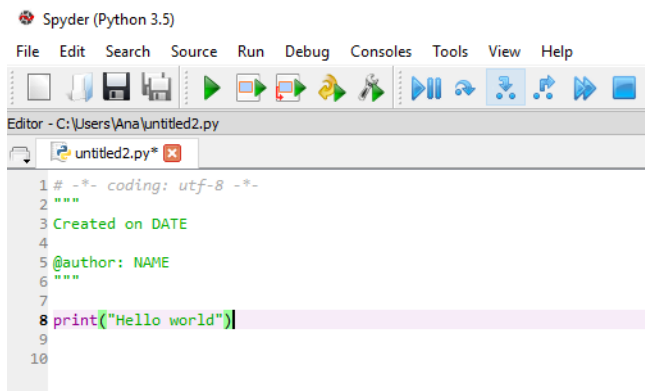 Spyder (Python 3.5)
File Edit Search Source Run Debug Consoles Tools View Help
Editor - C:\Users\Ana\untitled2.py
untitled2.py*
1 # -*- coding: utf-8 -*-
2 """
3 Created on DATE
4
5 @author: NAME
6 """
7
8 print("Hello world")
9
10